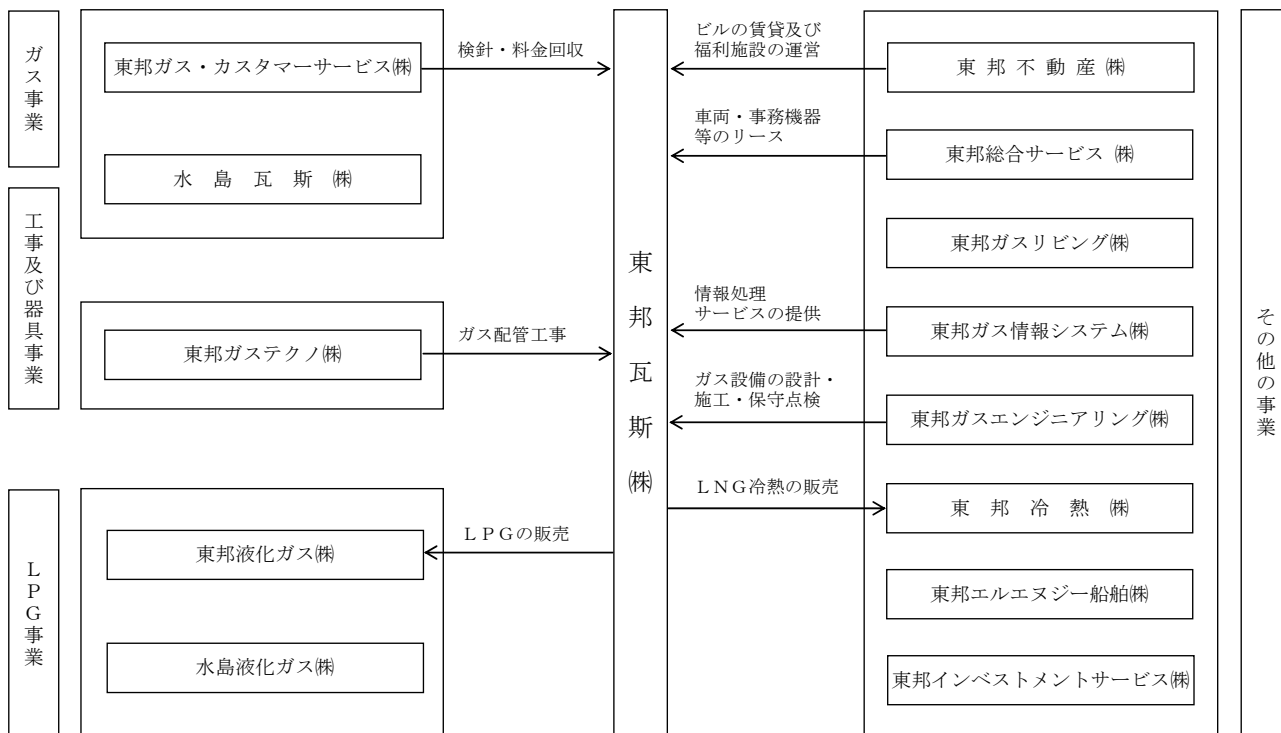 ガス事業
東邦ガス・カスタマーサービス㈱
検針・料金回収
水島瓦斯㈱
工事及び器具事業
東邦ガステクノ㈱
ガス配管工事
LPG事業
東邦液化ガス㈱
LPGの販売
水島液化ガス㈱
東邦瓦斯㈱
ビルの賃貸及び
福利施設の運営
東邦不動産㈱
車両・事務機器
等のリース
東邦総合サービス㈱
東邦ガスリビング㈱
情報処理
サービスの提供
東邦ガス情報システム㈱
ガス設備の設計・
施工・保守点検
東邦ガスエンジニアリング㈱
LNG冷熱の販売
東邦冷熱㈱
東邦エルエヌジー船舶㈱
東邦インベストメントサービス㈱
その他の事業